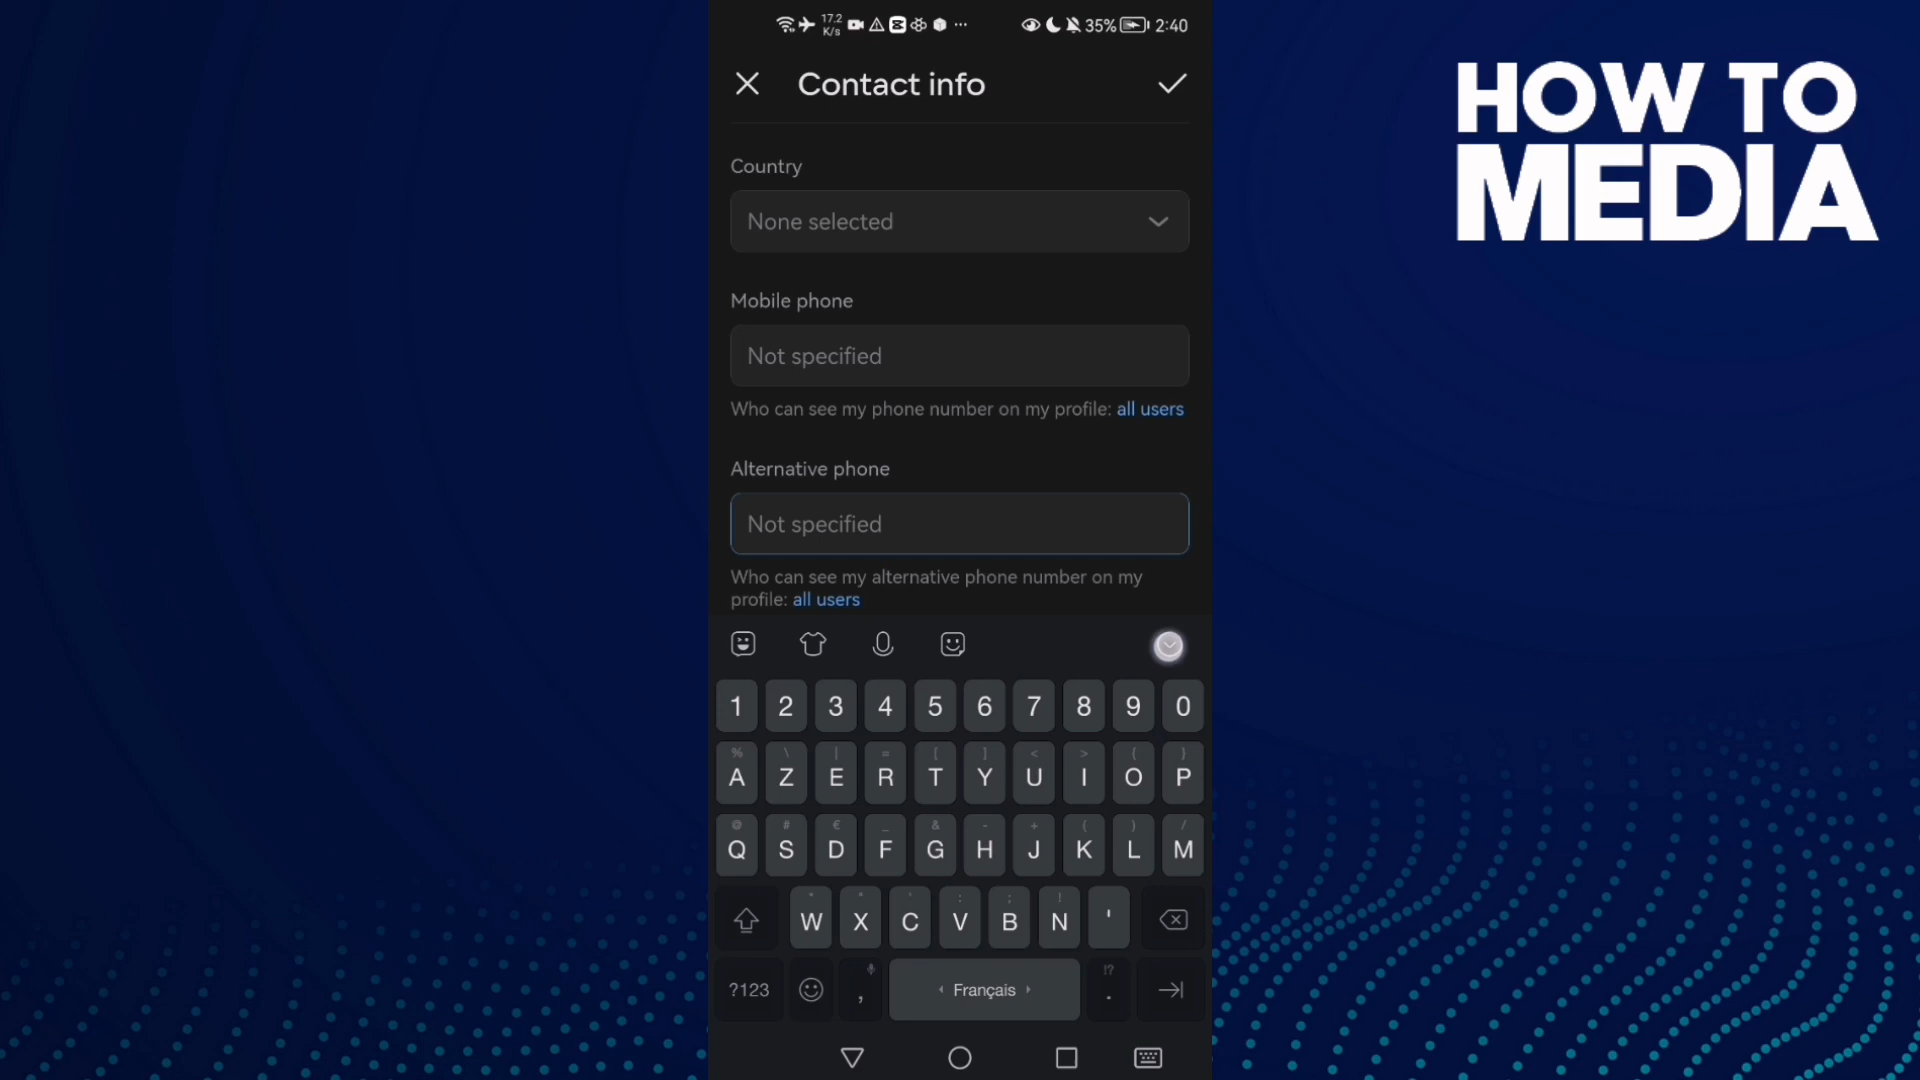 17.2
K/s
35%
2:40
Contact info
HOW TO
MEDIA
Country
None selected
Mobile phone
Not specified
Who can see my phone number on my profile: all users
Alternative phone
Not specified
Who can see my alternative phone number on my
profile: all users
1 2 3 4 5 6 7 8 9 0
% \ | = [ ] < > { }
A Z E R T Y U I O P
@ # € _ & - + ( ) /
Q S D F G H J K L M
: ; !
W X C V B N '
!?
?123 , Français .